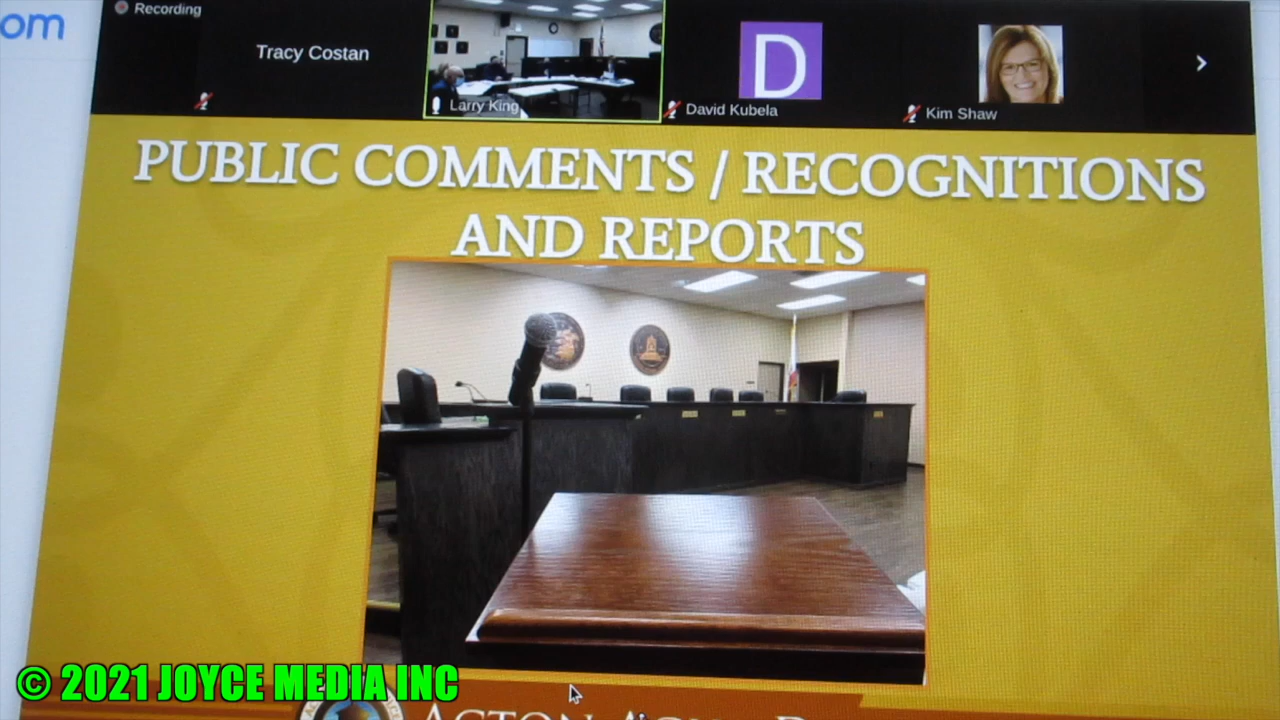 om
Recording
Tracy Costan
Larry King
D
David Kubela
Kim Shaw
PUBLIC COMMENTS / RECOGNITIONS
AND REPORTS
© 2021 JOYCE MEDIA INC
ACTON